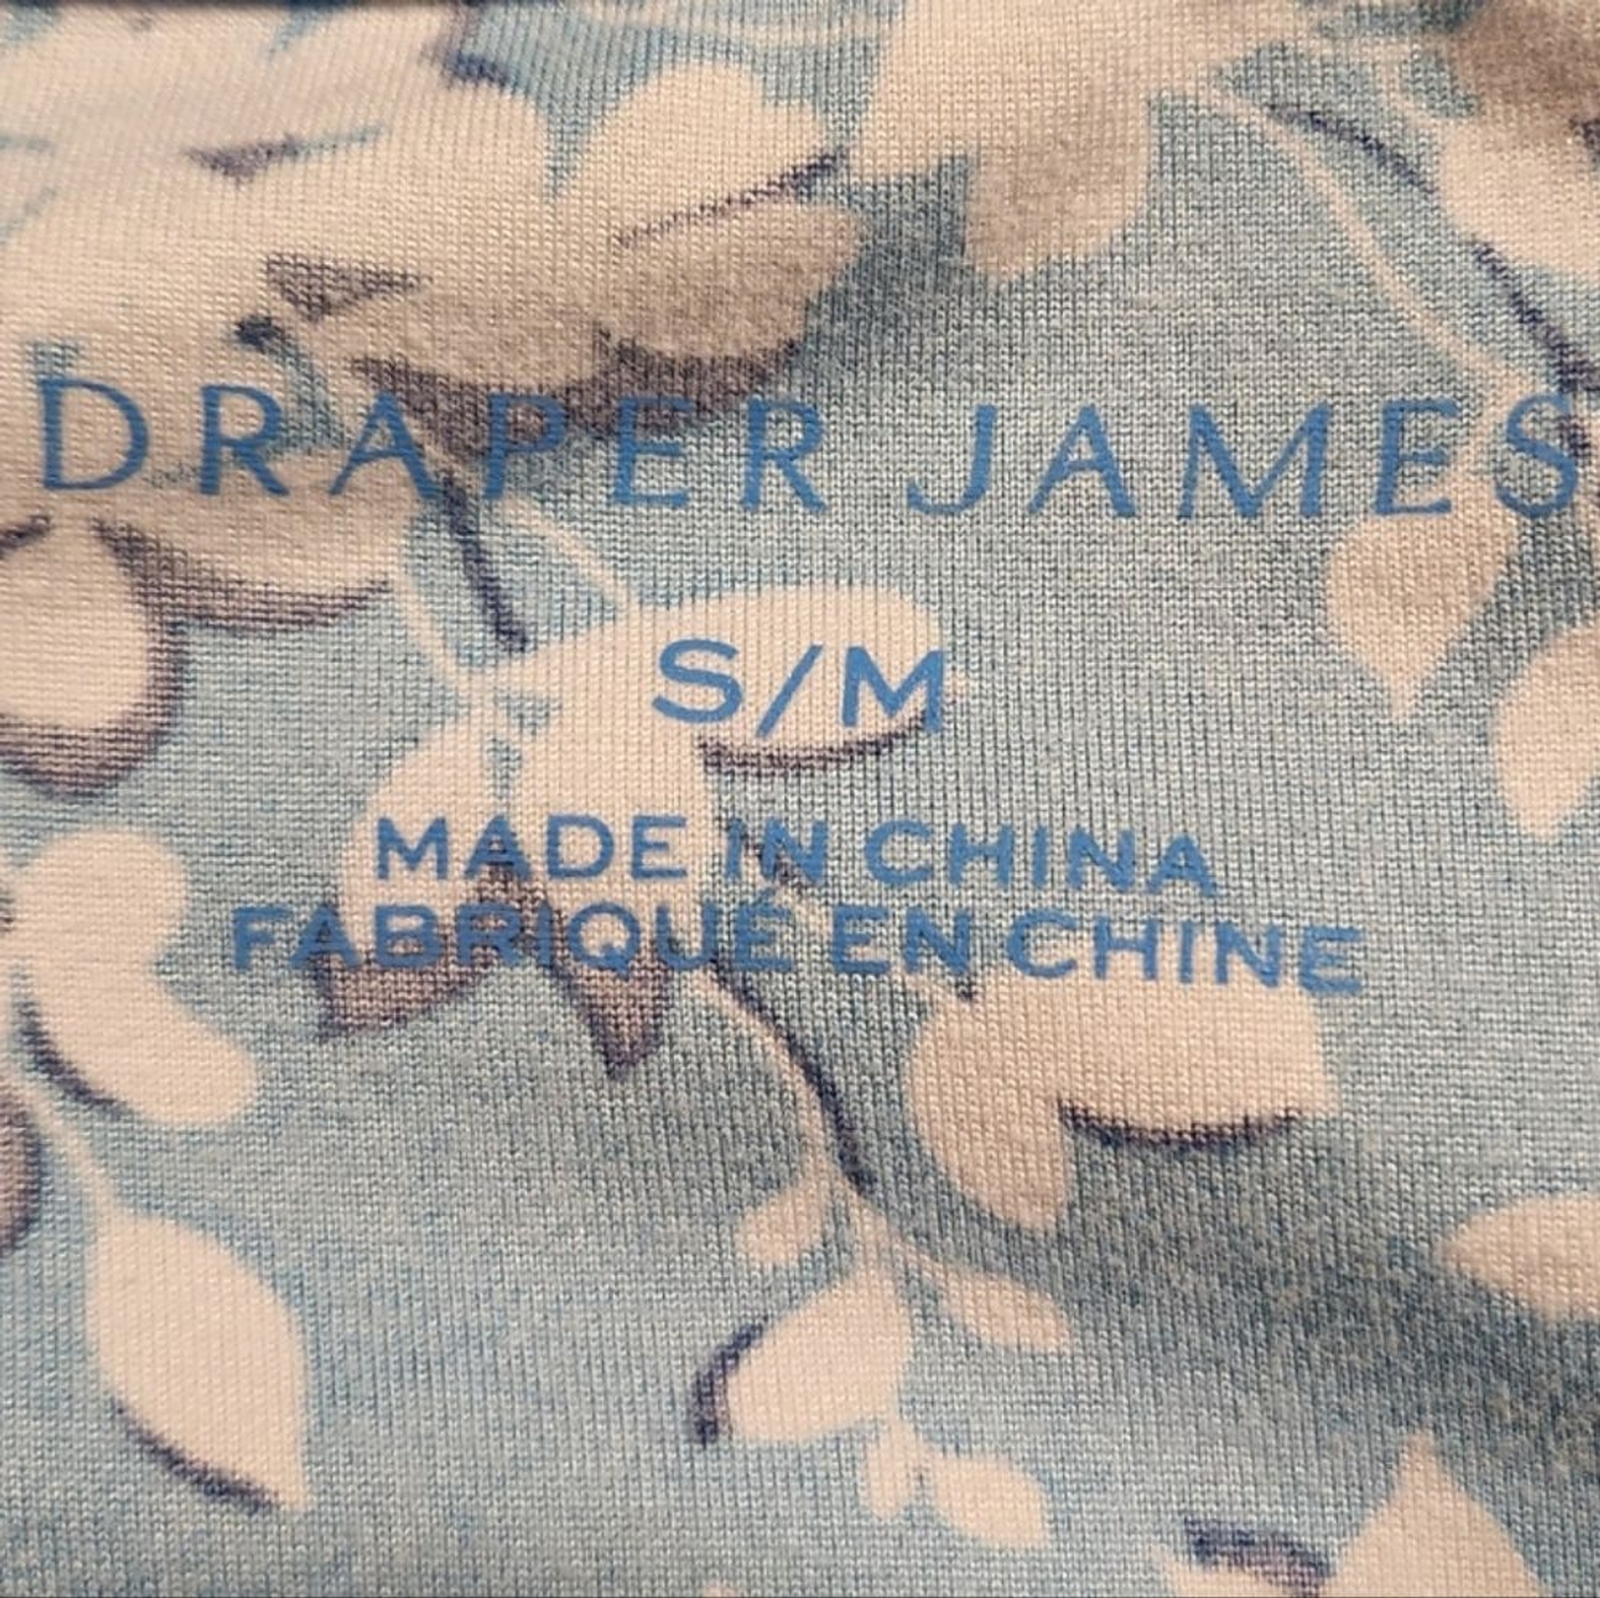 DRAPER JAMES
S/M
MADE IN CHINA
FABRIQUÉ EN CHINE